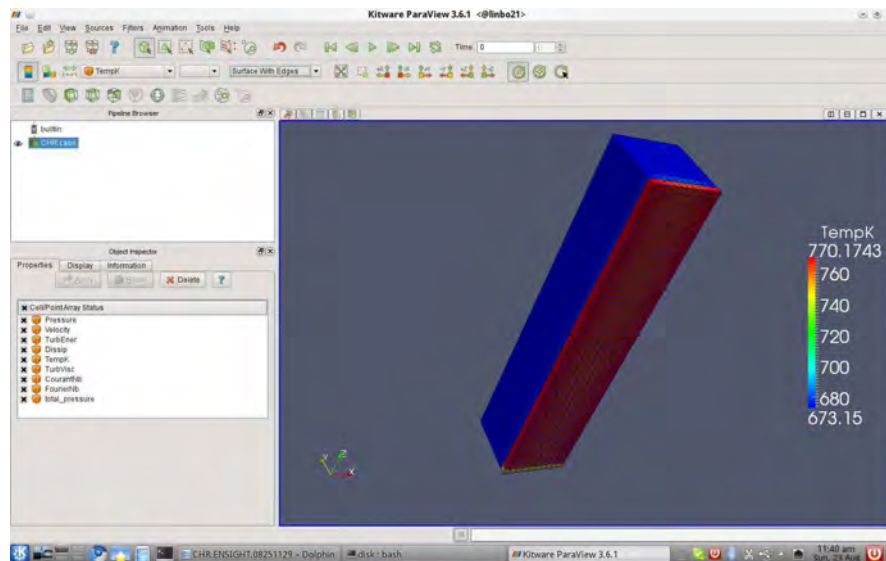 Kitware ParaView 3.6.1 <@linbo21>
File Edit View Sources Filters Animation Tools Help
Time: 0
TempK
Surface With Edges
Pipeline Browser
builtin:
CHR.case
Object Inspector
Properties Display Information
Apply Reset Delete ?
Cell/Point Array Status
Pressure
Velocity
TurbEner
Dissip
TempK
TurbVisc
CourantNb
FourierNb
total_pressure
TempK
770.1743
760
740
720
700
680
673.15
Y Z X
CHR.ENSIGHT.08251129 – Dolphin
disk : bash
Kitware ParaView 3.6.1
11:40 am